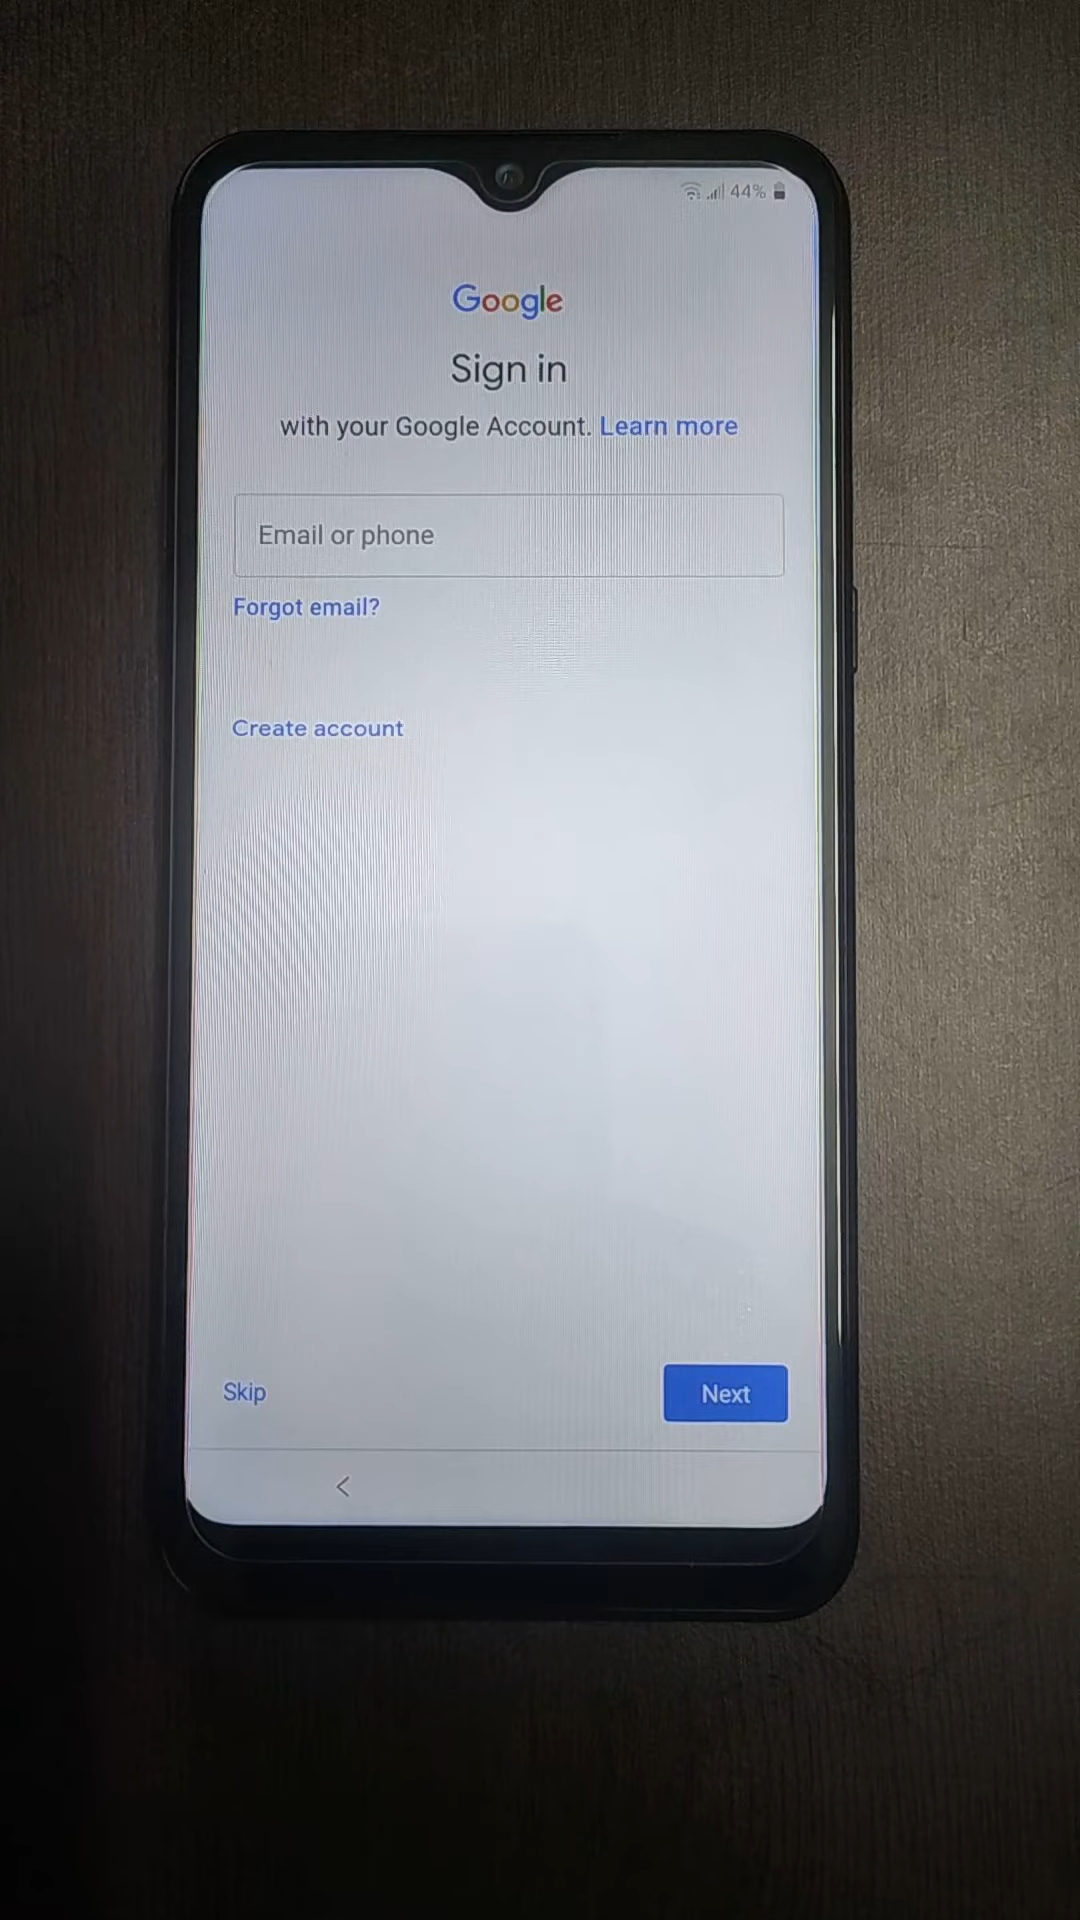 44%
Google
Sign in
with your Google Account. Learn more
Email or phone
Forgot email?
Create account
Skip
Next